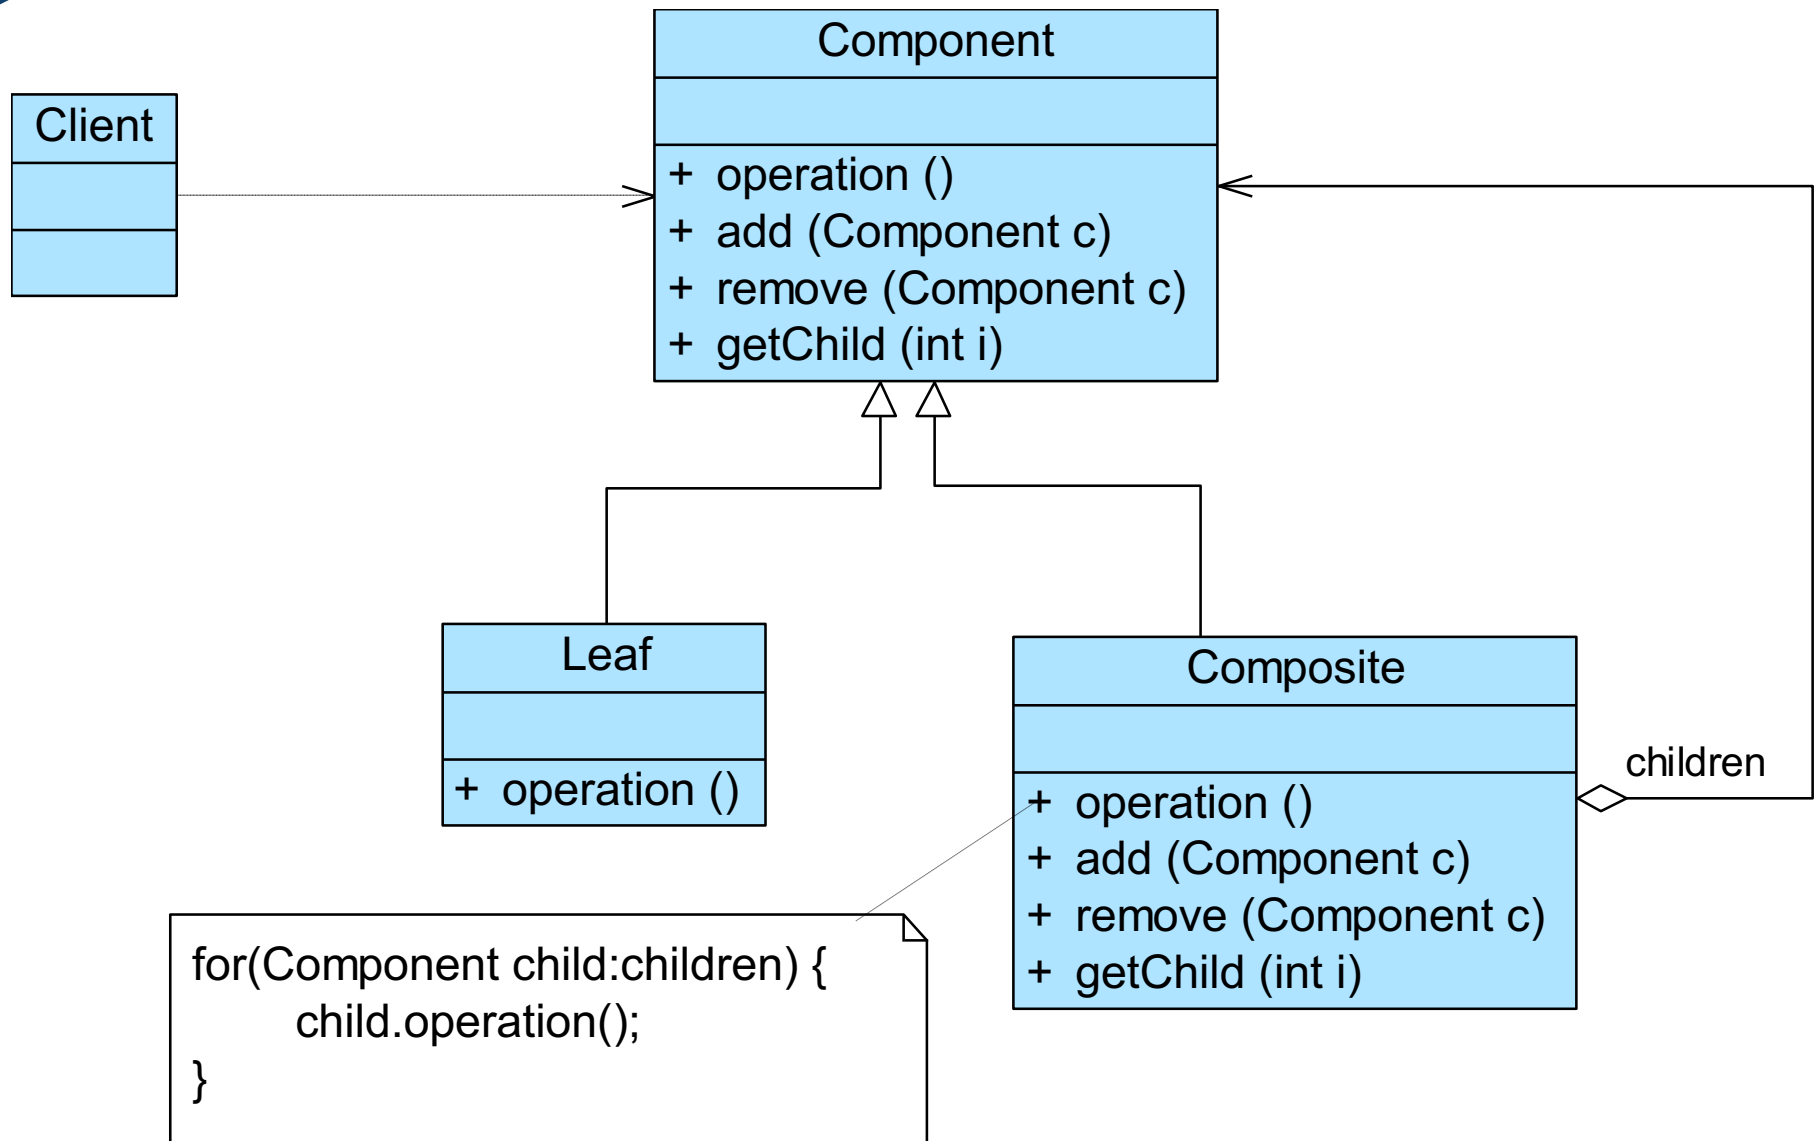 Component
+ operation ()
+ add (Component c)
+ remove (Component c)
+ getChild (int i)
Client
Leaf
+ operation ()
Composite
+ operation ()
+ add (Component c)
+ remove (Component c)
+ getChild (int i)
children
for(Component child:children) {
child.operation();
}